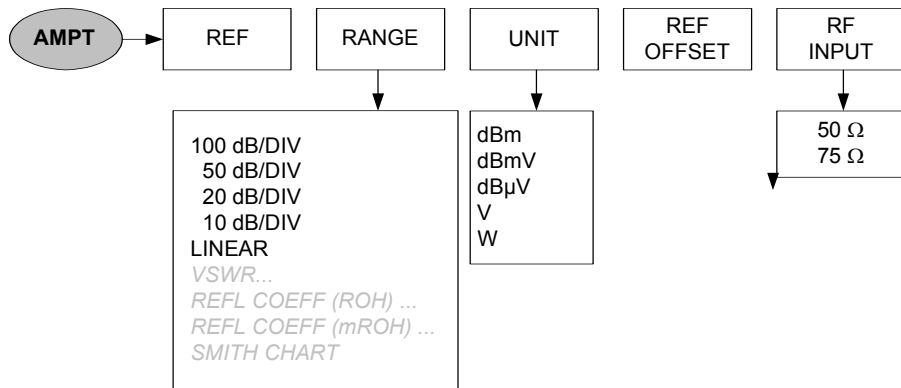 AMPT
REF
RANGE
UNIT
REF
OFFSET
RF
INPUT
100 dB/DIV
50 dB/DIV
20 dB/DIV
10 dB/DIV
LINEAR
VSWR...
REFL COEFF (ROH) ...
REFL COEFF (mROH) ...
SMITH CHART
dBm
dBmV
dBµV
V
W
50 Ω
75 Ω